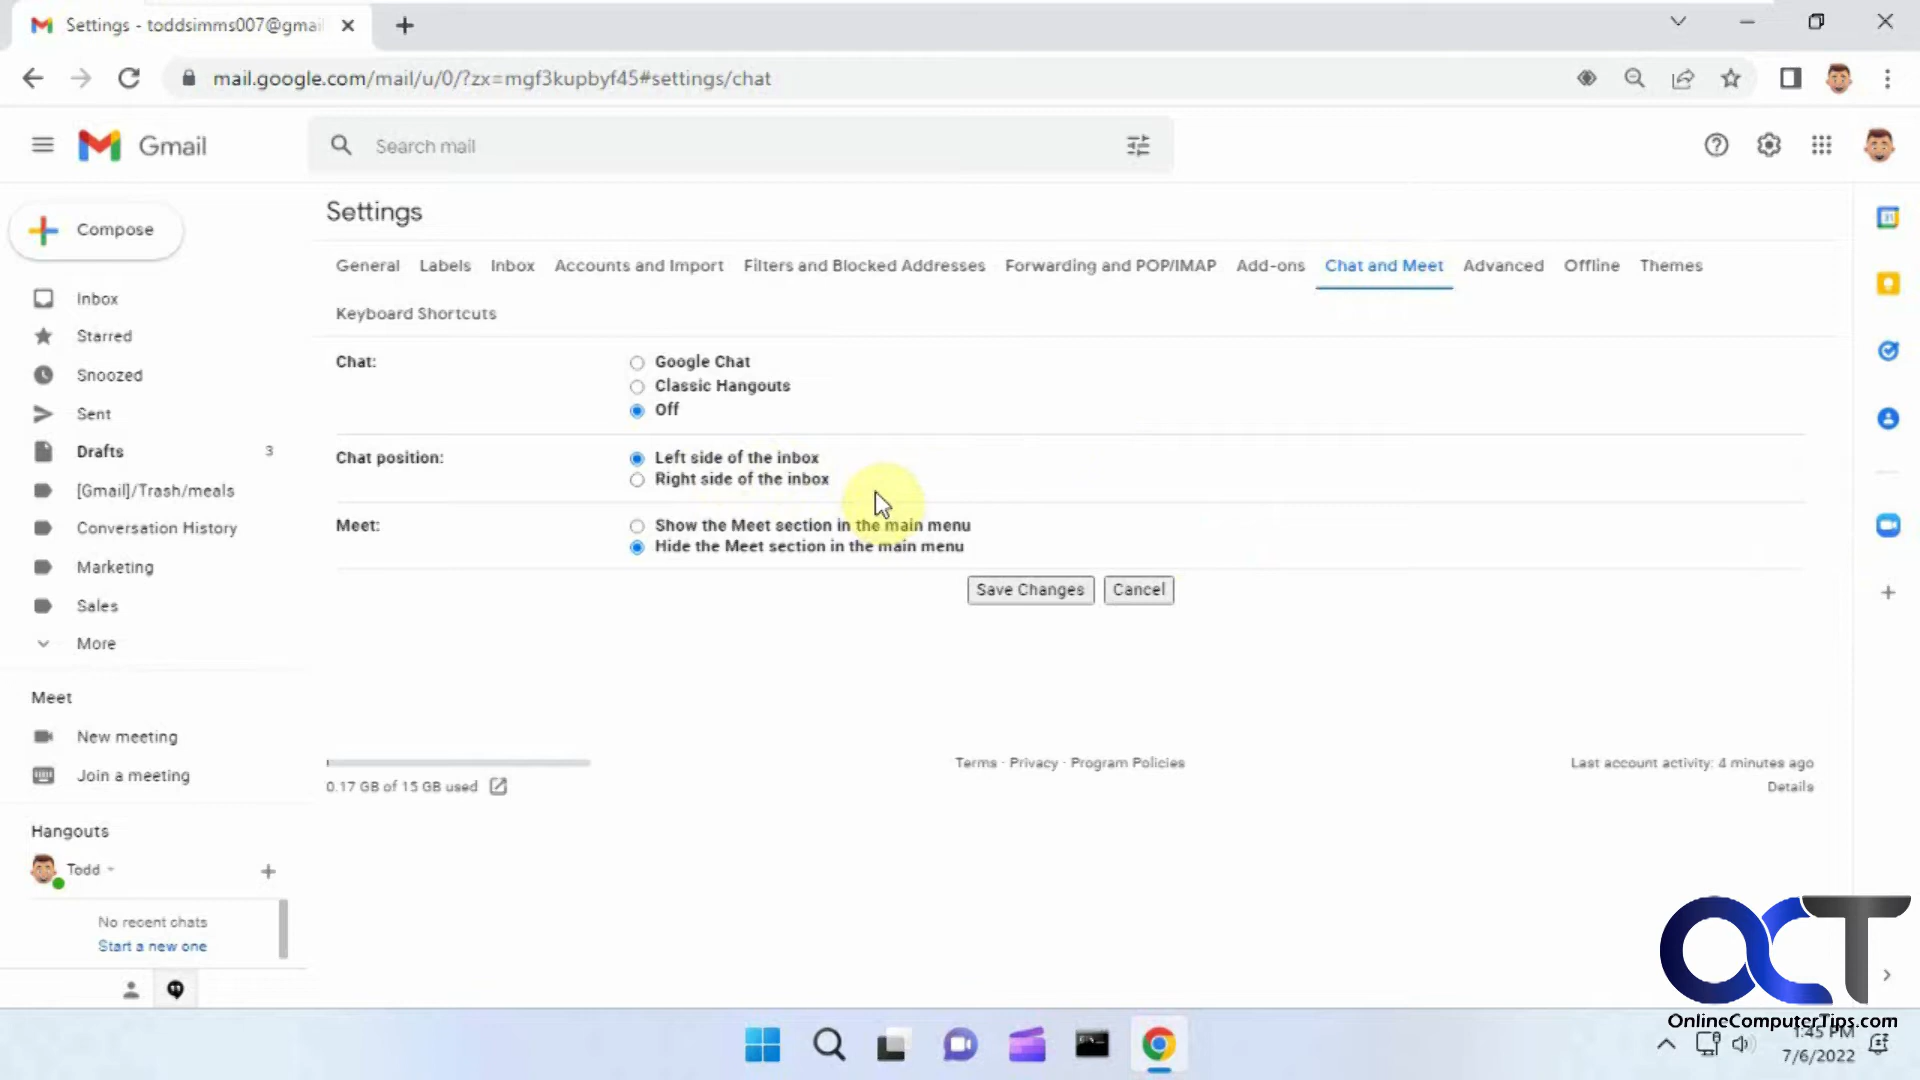 Settings - toddsimms007@gmai
mail.google.com/mail/u/0/?zx=mgf3kupbyf45#settings/chat
Gmail
Search mail
Compose
Inbox
Starred
Snoozed
Sent
Drafts 3
[Gmail]/Trash/meals
Conversation History
Marketing
Sales
More
Meet
New meeting
Join a meeting
Hangouts
Todd
No recent chats
Start a new one
Settings
General Labels Inbox Accounts and Import Filters and Blocked Addresses Forwarding and POP/IMAP Add-ons Chat and Meet Advanced Offline Themes
Keyboard Shortcuts
Chat: Google Chat
Classic Hangouts
Off
Chat position: Left side of the inbox
Right side of the inbox
Meet: Show the Meet section in the main menu
Hide the Meet section in the main menu
Save Changes Cancel
0.17 GB of 15 GB used
Terms · Privacy · Program Policies
Last account activity: 4 minutes ago
Details
31
OCT
OnlineComputerTips.com
1:45 PM
7/6/2022